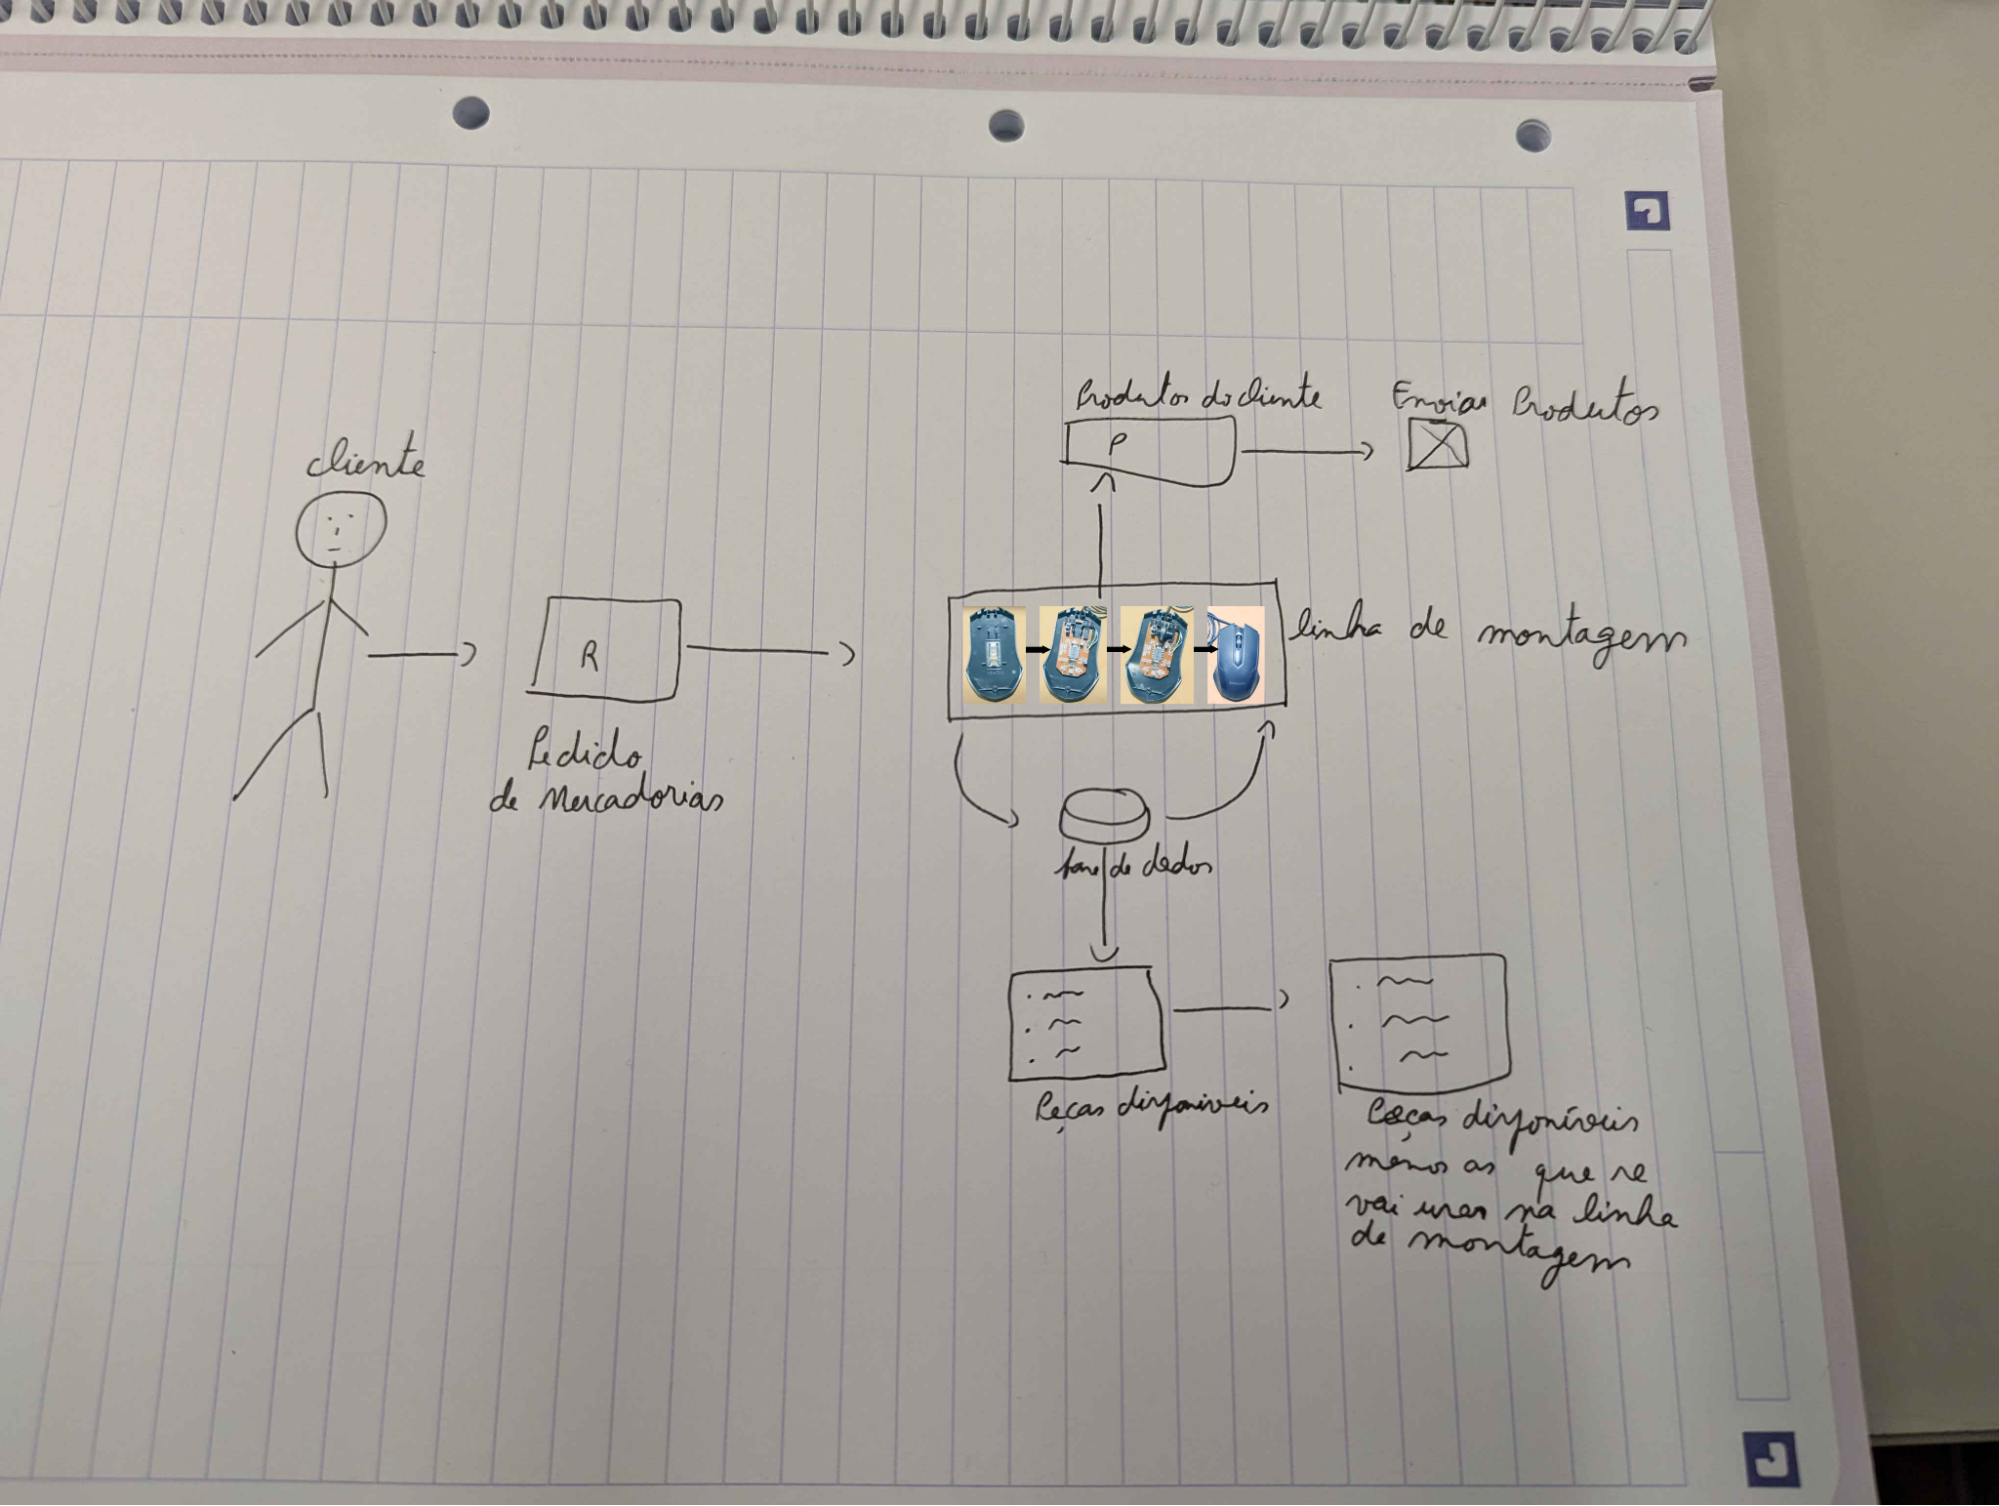 cliente
R
Pedido
de Mercadorias
Produtos do cliente
P
Enviar Produtos
linha de montagem
base de dados
Peças disponiveis
Peças disponíveis
menos as que se
vai usar na linha
de montagem